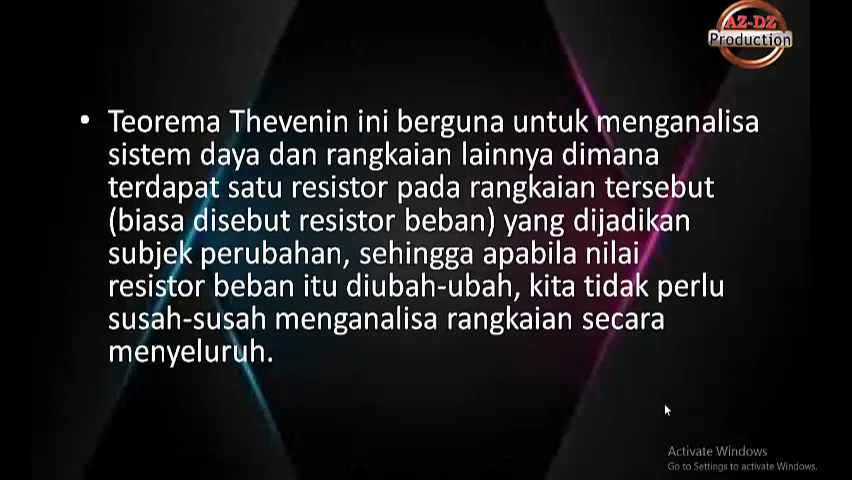 AZ-DZ
Production
• Teorema Thevenin ini berguna untuk menganalisa
sistem daya dan rangkaian lainnya dimana
terdapat satu resistor pada rangkaian tersebut
(biasa disebut resistor beban) yang dijadikan
subjek perubahan, sehingga apabila nilai
resistor beban itu diubah-ubah, kita tidak perlu
susah-susah menganalisa rangkaian secara
menyeluruh.
Activate Windows
Go to Settings to activate Windows.